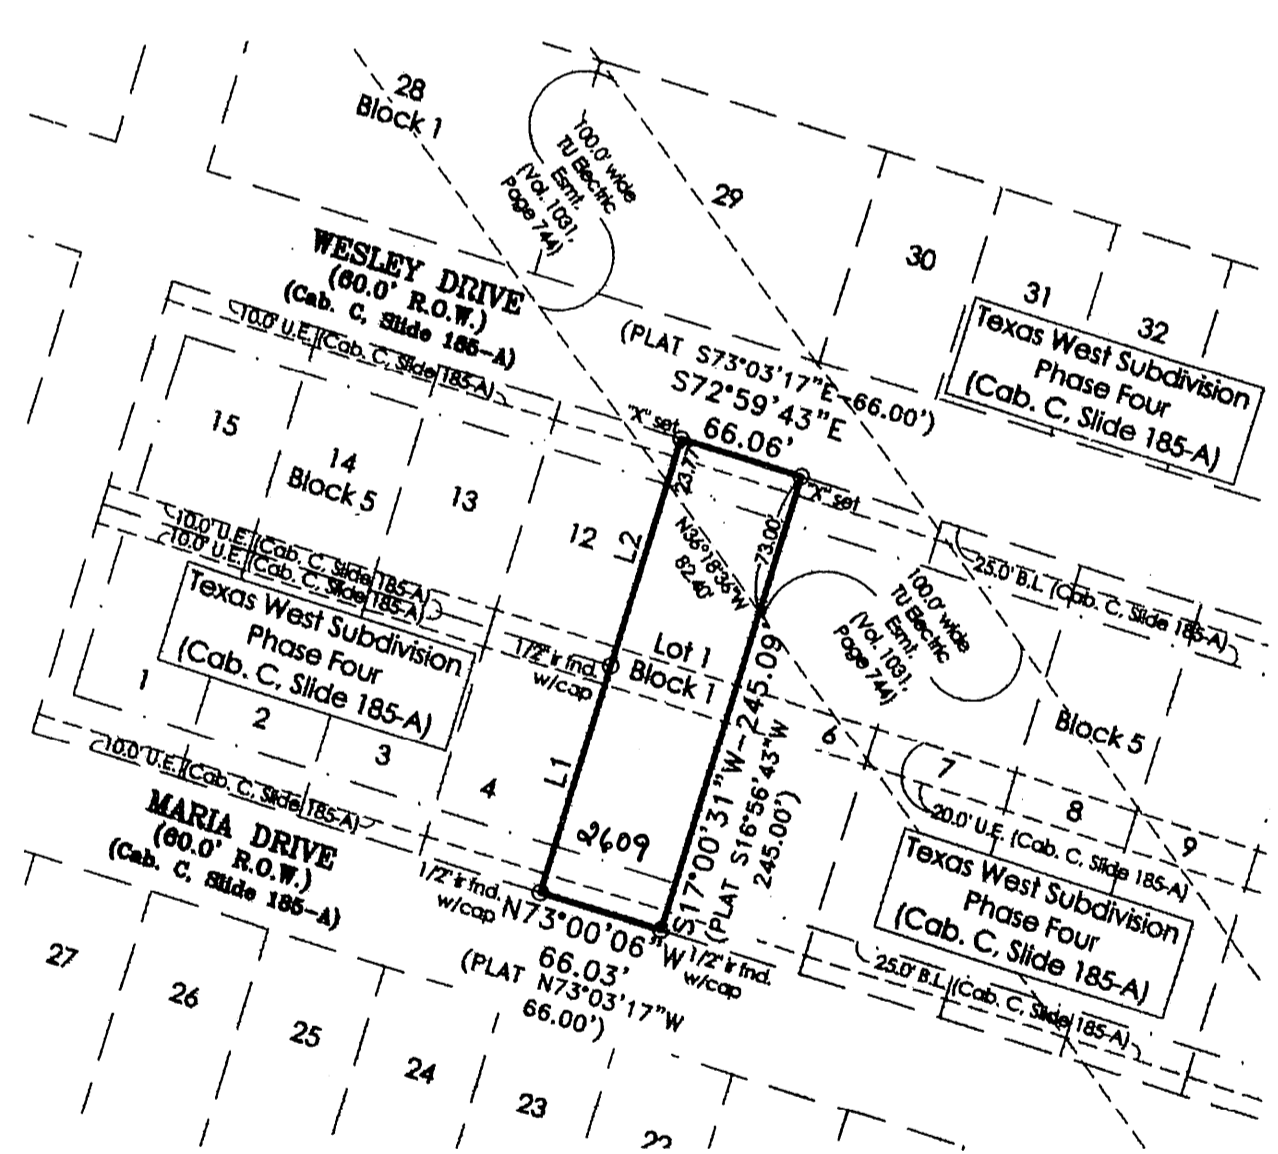 28
Block 1
100.0' wide
TU Electric
Esmt.
(Vol. 1031,
Page 744)
29
30
31
32
Texas West Subdivision
Phase Four
(Cab. C, Slide 185-A)
WESLEY DRIVE
(60.0' R.O.W.)
(Cab. C, Slide 185-A)
10.0' U.E. (Cab. C, Slide 185-A)
(PLAT S73°03'17"E-66.00')
S72°59'43"E
66.06'
"X" set
"X" set
23.77'
73.00'
N36°18'36"W
82.40'
15
14
Block 5
13
12
L2
10.0' U.E. (Cab. C, Slide 185-A)
10.0' U.E. (Cab. C, Slide 185-A)
Texas West Subdivision
Phase Four
(Cab. C, Slide 185-A)
1/2" ir fnd.
w/cap
Lot 1
Block 1
25.0' B.L. (Cab. C, Slide 185-A)
100.0' wide
TU Electric
Esmt.
(Vol. 1031,
Page 744)
Block 5
1
2
3
4
L1
2609
S17°00'31"W-245.09'
(PLAT S16°56'43"W
245.00')
6
7
8
9
20.0' U.E. (Cab. C, Slide 185-A)
Texas West Subdivision
Phase Four
(Cab. C, Slide 185-A)
10.0' U.E. (Cab. C, Slide 185-A)
MARIA DRIVE
(60.0' R.O.W.)
(Cab. C, Slide 185-A)
1/2" ir fnd.
w/cap
N73°00'06"W
66.03'
(PLAT N73°03'17"W
66.00')
1/2" ir fnd.
w/cap
25.0' B.L. (Cab. C, Slide 185-A)
27
26
25
24
23
22